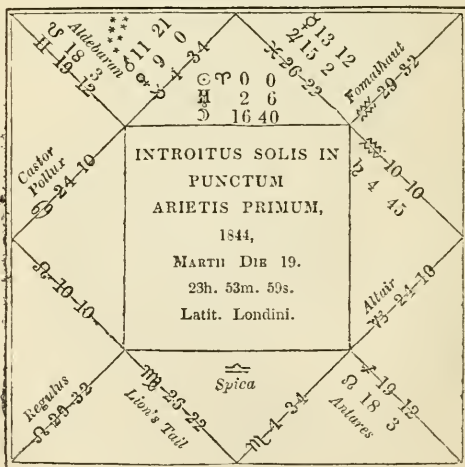 Aldebaran
☋ 18 3
♊-19-12
♂ 11 21
♀ 9 0
♉-4-34
☉ ♈ 0 0
♅ 2 6
☽ 16 40
♃ 15 2
13 12
♓-26-22
Fomalhaut
♒-29-32
Castor
Pollux
♋-24-10
♒-10-10
♄ 4 45
INTROITUS SOLIS IN
PUNCTUM
ARIETIS PRIMUM,
1844,
MARTII DIE 19.
23h. 53m. 59s.
Latit. Londini.
♌-10-10
Altair
♑-24-10
Regulus
♌-29-32
♍-26-22
Lion's Tail
♎
Spica
♏-4-34
♐-19-12
☊ 18 3
Antares